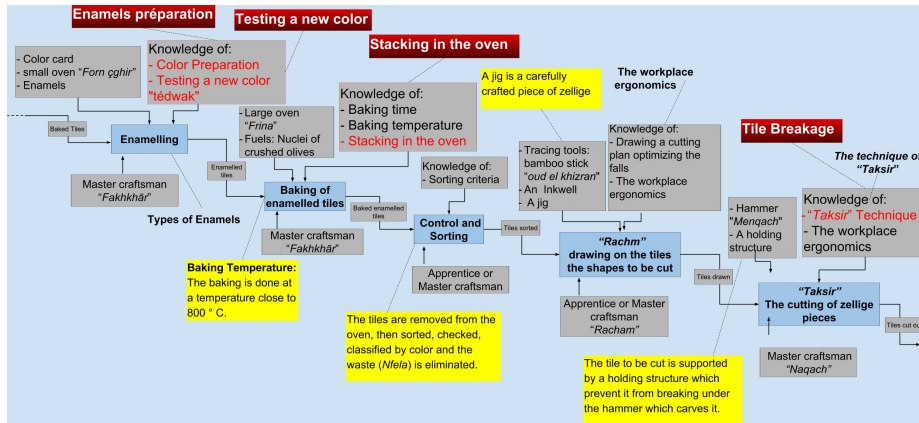 Enamels préparation
Testing a new color
Stacking in the oven
- Color card
- small oven “Forn çghir”
- Enamels
Knowledge of:
- Color Preparation
- Testing a new color
"tédwak"
Baked Tiles
Enamelling
Master craftsman
“Fakhkhār”
Types of Enamels
Enamelled
tiles
- Large oven
“Frina”
- Fuels: Nuclei of
crushed olives
Knowledge of:
- Baking time
- Baking temperature
- Stacking in the oven
Baking of
enamelled tiles
Master craftsman
“Fakhkhār”
Baking Temperature:
The baking is done at
a temperature close to
800 ° C.
Baked enamelled
tiles
Knowledge of:
- Sorting criteria
Control and
Sorting
Apprentice or
Master craftsman
The tiles are removed from the
oven, then sorted, checked,
classified by color and the
waste (Nfela) is eliminated.
Tiles sorted
A jig is a carefully
crafted piece of zellige
- Tracing tools:
bamboo stick
“oud el khizran”
- An Inkwell
- A jig
The workplace
ergonomics
Knowledge of:
- Drawing a cutting
plan optimizing the
falls
- The workplace
ergonomics
“Rachm”
drawing on the tiles
the shapes to be cut
Apprentice or Master
craftsman
“Racham”
Tiles drawn
Tile Breakage
The technique of
“Taksir”
- Hammer
"Menqach"
- A holding
structure
Knowledge of:
- “Taksir” Technique
- The workplace
ergonomics
“Taksir”
The cutting of zellige
pieces
Master craftsman
“Naqach”
Tiles cut out
The tile to be cut is supported
by a holding structure which
prevent it from breaking under
the hammer which carves it.